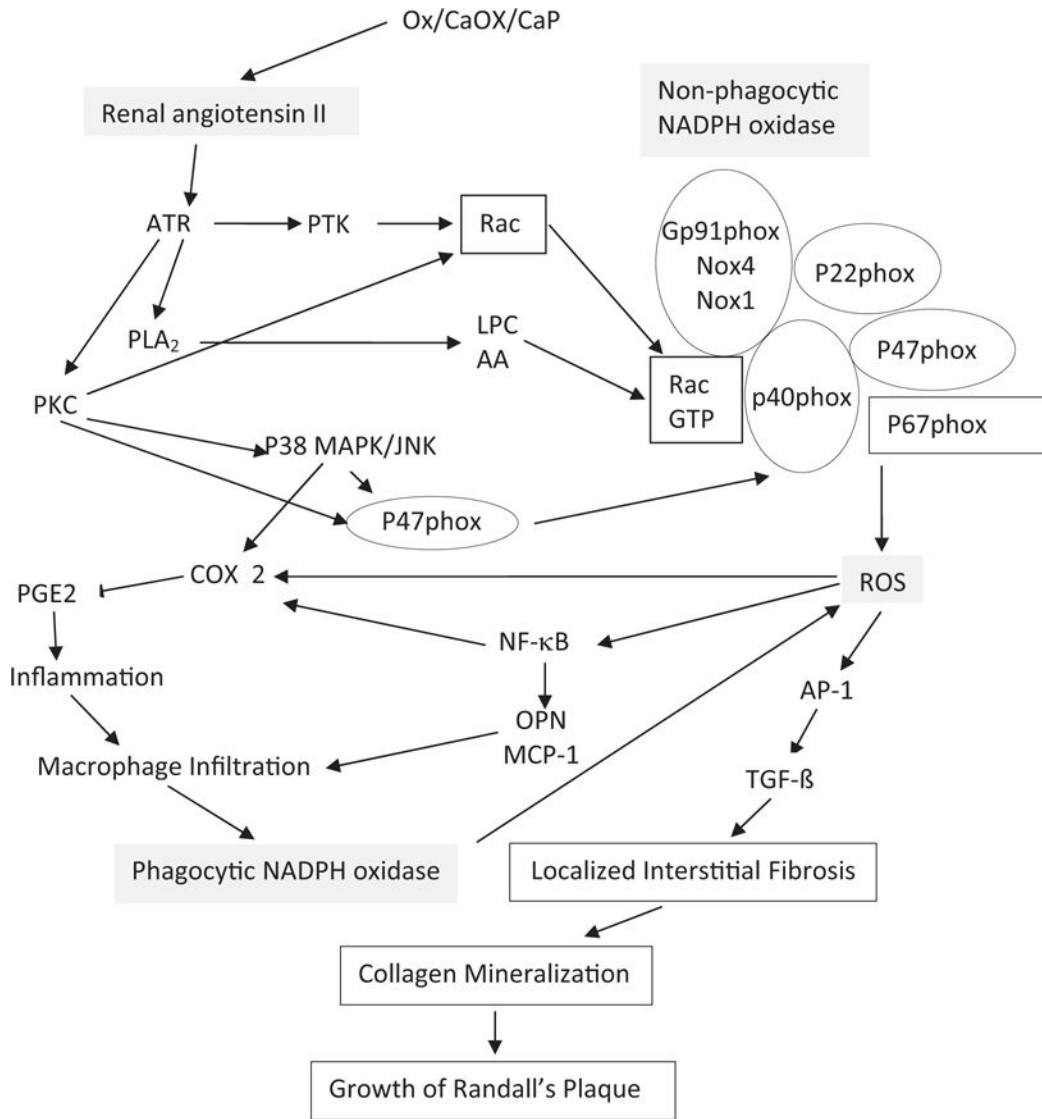 Ox/CaOX/CaP
Renal angiotensin II
Non-phagocytic
NADPH oxidase
ATR
PTK
Rac
Gp91phox
Nox4
Nox1
P22phox
PLA₂
LPC
AA
P47phox
PKC
Rac
GTP
p40phox
P67phox
P38 MAPK/JNK
P47phox
COX 2
ROS
PGE2
NF-κB
Inflammation
AP-1
OPN
MCP-1
Macrophage Infiltration
TGF-ß
Phagocytic NADPH oxidase
Localized Interstitial Fibrosis
Collagen Mineralization
Growth of Randall's Plaque